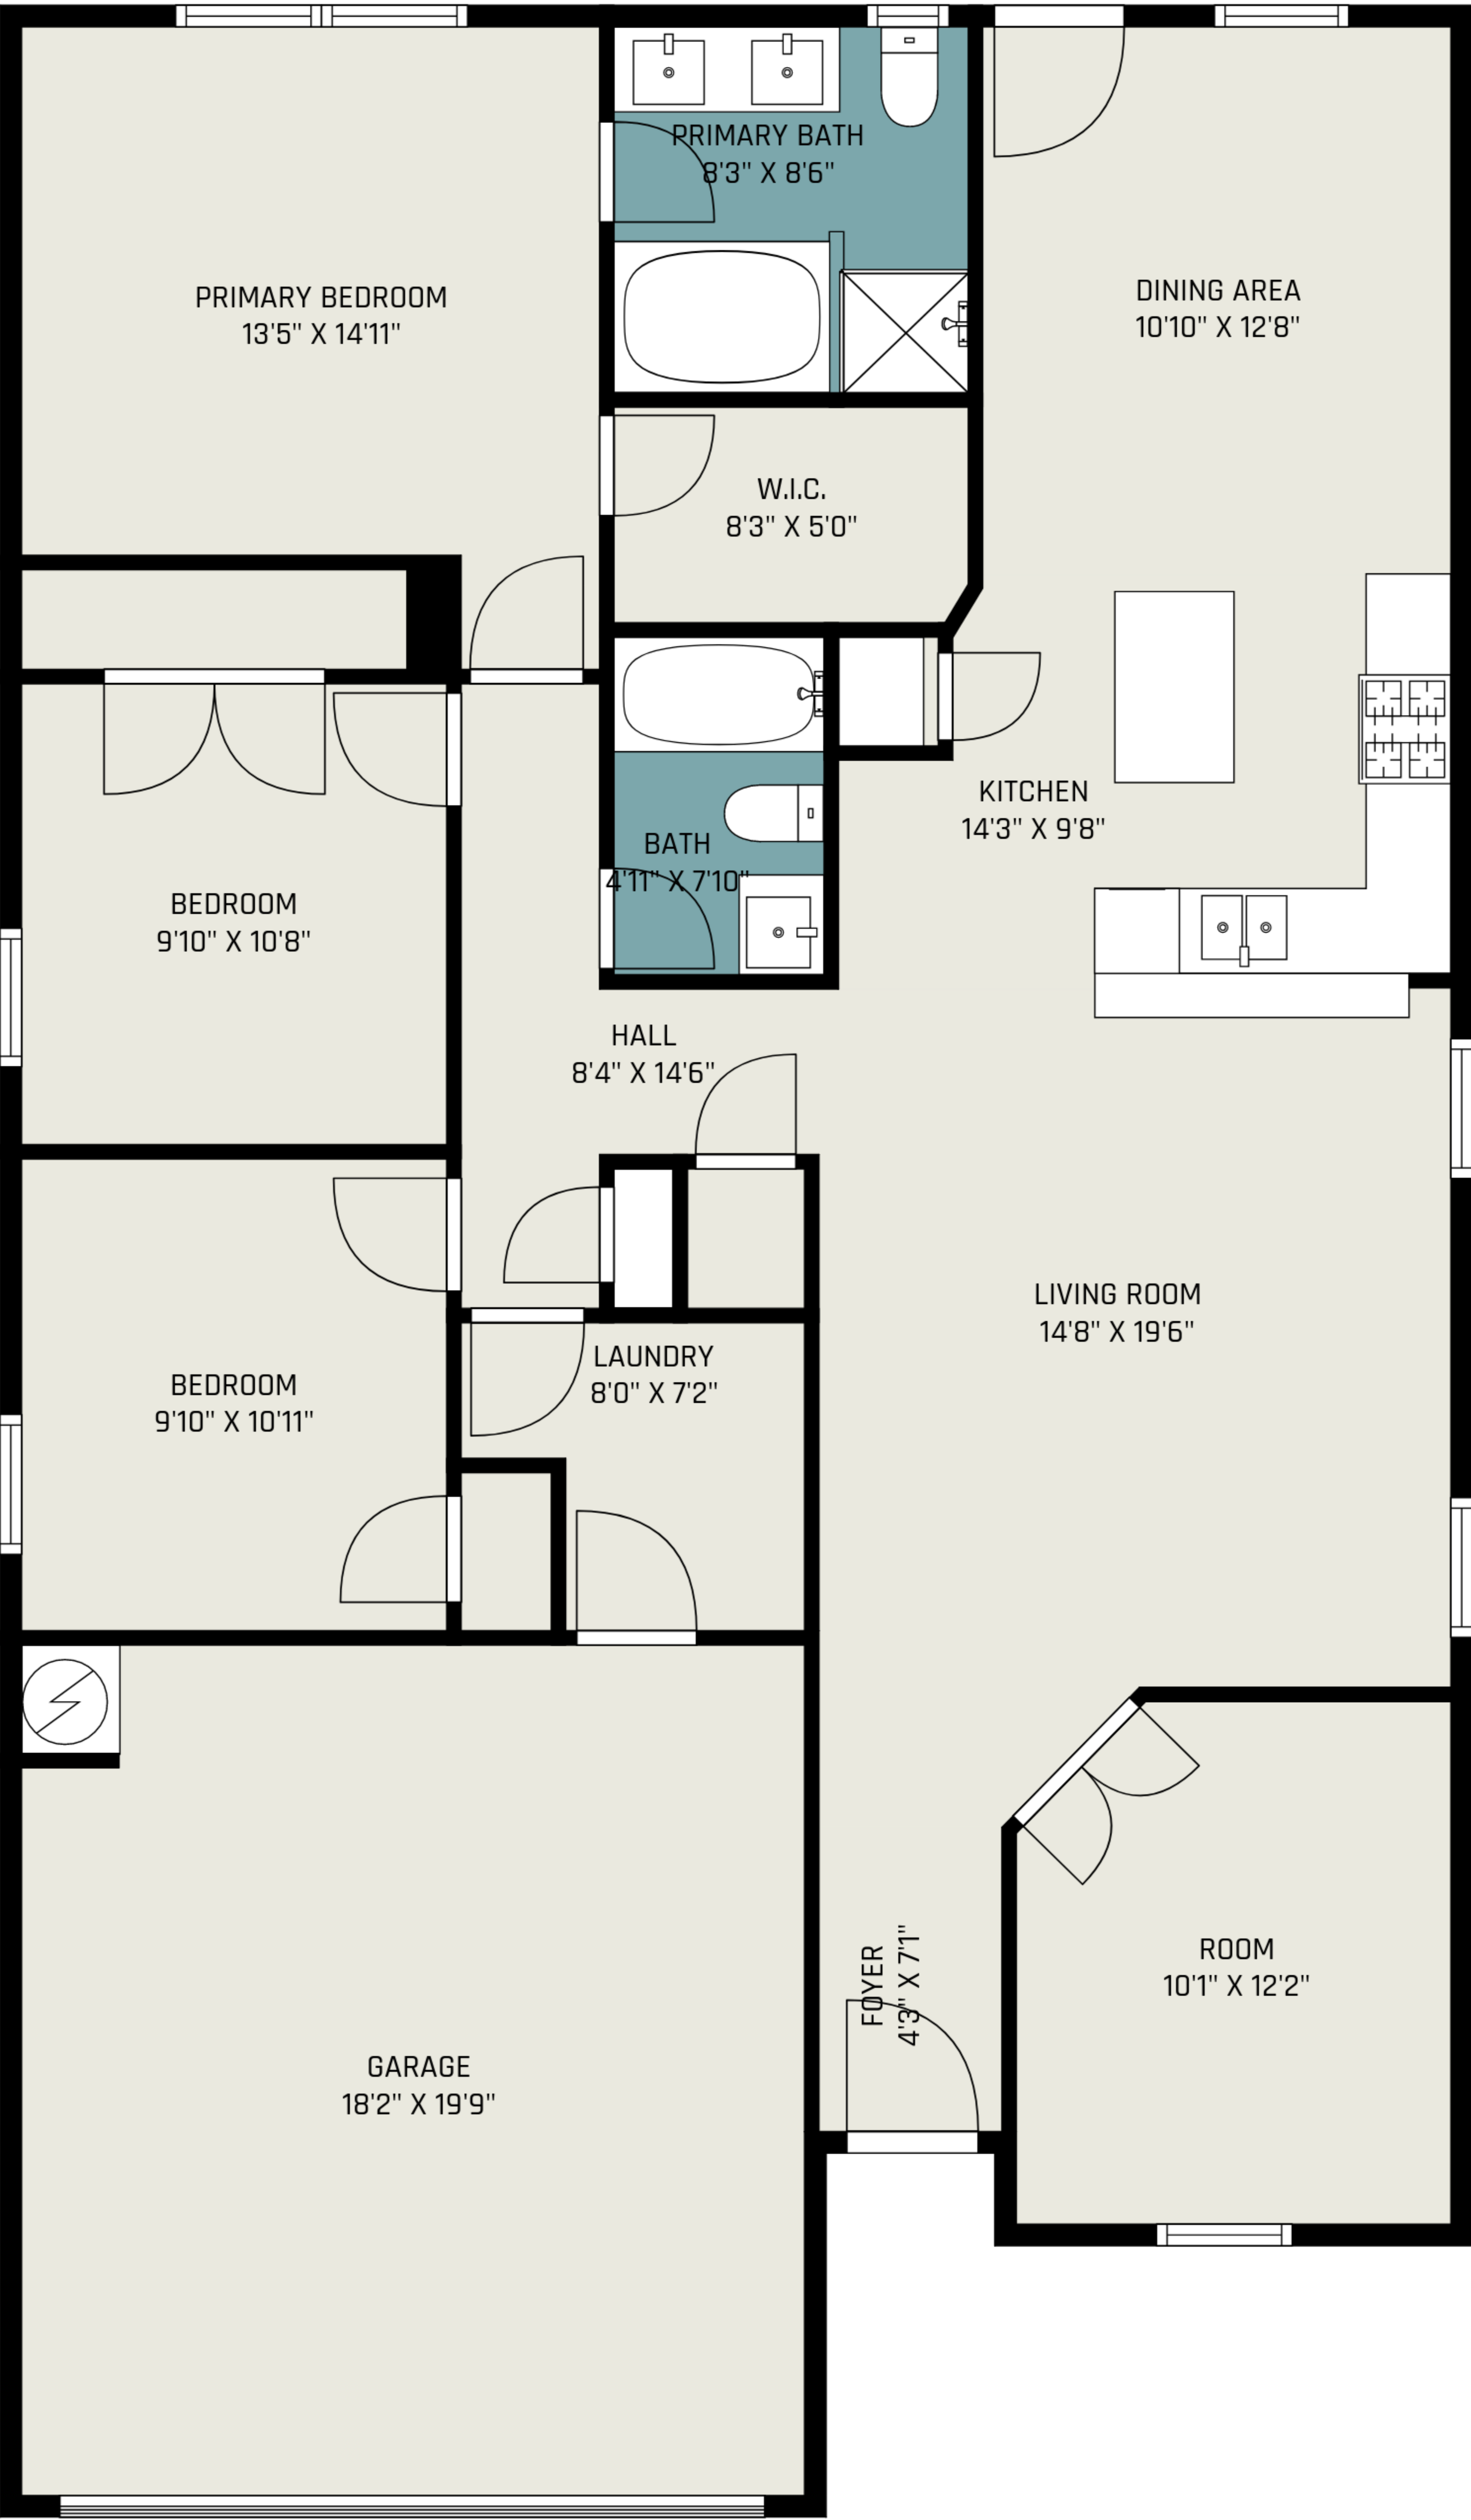 PRIMARY BATH
8'3" X 8'6"
PRIMARY BEDROOM
13'5" X 14'11"
DINING AREA
10'10" X 12'8"
W.I.C.
8'3" X 5'0"
KITCHEN
14'3" X 9'8"
BATH
4'11" X 7'10"
BEDROOM
9'10" X 10'8"
HALL
8'4" X 14'6"
LIVING ROOM
14'8" X 19'6"
LAUNDRY
8'0" X 7'2"
BEDROOM
9'10" X 10'11"
FOYER
4'3" X 7'1"
ROOM
10'1" X 12'2"
GARAGE
18'2" X 19'9"